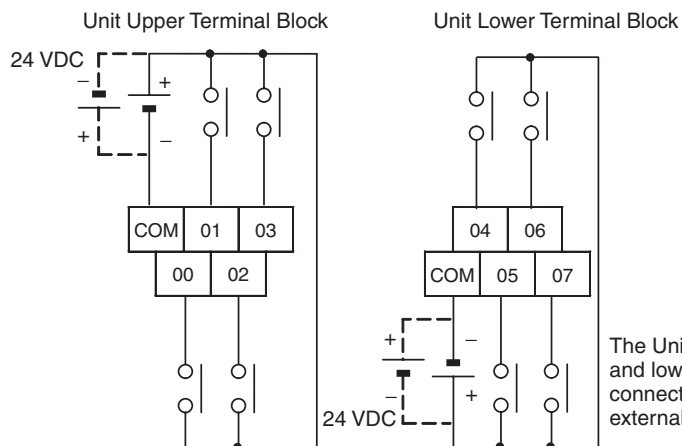 Unit Upper Terminal Block
Unit Lower Terminal Block
24 VDC
–
+
+
–
COM 01 03
00 02
04 06
COM 05 07
+
–
–
+
24 VDC
The Uni
and low
connect
external